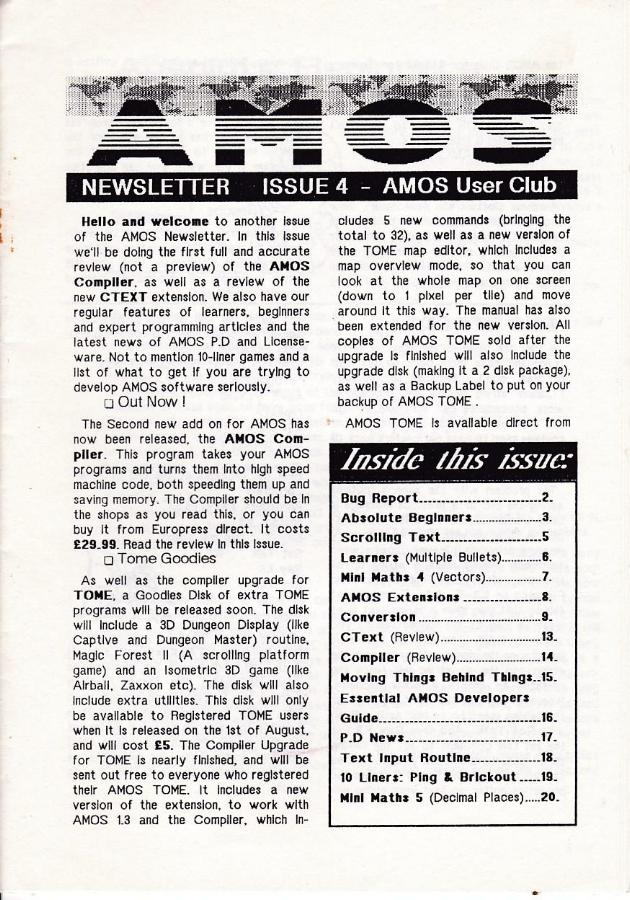 AMOS
NEWSLETTER ISSUE 4 - AMOS User Club
Hello and welcome to another issue
of the AMOS Newsletter. In this issue
we'll be doing the first full and accurate
review (not a preview) of the AMOS
Compiler, as well as a review of the
new CTEXT extension. We also have our
regular features of learners, beginners
and expert programming articles and the
latest news of AMOS P.D and License-
ware. Not to mention 10-liner games and a
list of what to get if you are trying to
develop AMOS software seriously.
❑ Out Now !
The Second new add on for AMOS has
now been released, the AMOS Com-
piler. This program takes your AMOS
programs and turns them into high speed
machine code, both speeding them up and
saving memory. The Compiler should be in
the shops as you read this, or you can
buy it from Europress direct. It costs
£29.99. Read the review in this issue.
❑ Tome Goodies
As well as the compiler upgrade for
TOME, a Goodies Disk of extra TOME
programs will be released soon. The disk
will include a 3D Dungeon Display (like
Captive and Dungeon Master) routine,
Magic Forest II (A scrolling platform
game) and an Isometric 3D game (like
Airball, Zaxxon etc). The disk will also
include extra utilities. This disk will only
be available to Registered TOME users
when it is released on the 1st of August,
and will cost £5. The Compiler Upgrade
for TOME is nearly finished, and will be
sent out free to everyone who registered
their AMOS TOME. It includes a new
version of the extension, to work with
AMOS 1.3 and the Compiler, which in-
cludes 5 new commands (bringing the
total to 32), as well as a new version of
the TOME map editor, which includes a
map overview mode, so that you can
look at the whole map on one screen
(down to 1 pixel per tile) and move
around it this way. The manual has also
been extended for the new version. All
copies of AMOS TOME sold after the
upgrade is finished will also include the
upgrade disk (making it a 2 disk package),
as well as a Backup Label to put on your
backup of AMOS TOME .
AMOS TOME is available direct from
Inside this issue:
Bug Report..............................2.
Absolute Beginners.................3.
Scrolling Text.........................5
Learners (Multiple Bullets)..........6.
Mini Maths 4 (Vectors)..............7.
AMOS Extensions ...................8.
Conversion ..............................9.
CText (Review).........................13.
Compiler (Review).....................14.
Moving Things Behind Things..15.
Essential AMOS Developers
Guide.......................................16.
P.D News..................................17.
Text Input Routine.................18.
10 Liners: Ping & Brickout .....19.
Mini Maths 5 (Decimal Places).....20.